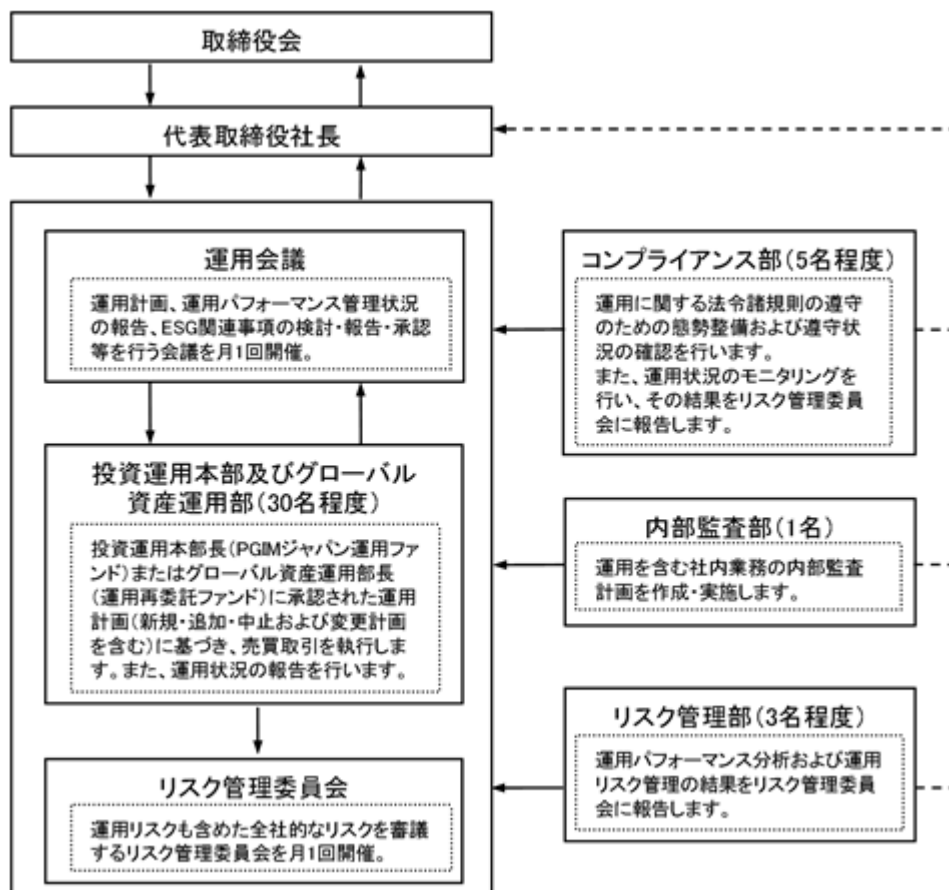 取締役会
代表取締役社長
運用会議
運用計画、運用パフォーマンス管理状況
の報告、ESG関連事項の検討・報告・承認
等を行う会議を月1回開催。
投資運用本部及びグローバル
資産運用部(30名程度)
投資運用本部長(PGIMジャパン運用ファ
ンド)またはグローバル資産運用部長
(運用再委託ファンド)に承認された運用
計画(新規・追加・中止および変更計画
を含む)に基づき、売買取引を執行しま
す。また、運用状況の報告を行います。
リスク管理委員会
運用リスクも含めた全社的なリスクを審議
するリスク管理委員会を月1回開催。
コンプライアンス部(5名程度)
運用に関する法令諸規則の遵守
のための態勢整備および遵守状
況の確認を行います。
また、運用状況のモニタリングを
行い、その結果をリスク管理委員
会に報告します。
内部監査部(1名)
運用を含む社内業務の内部監査
計画を作成・実施します。
リスク管理部(3名程度)
運用パフォーマンス分析および運用
リスク管理の結果をリスク管理委員
会に報告します。